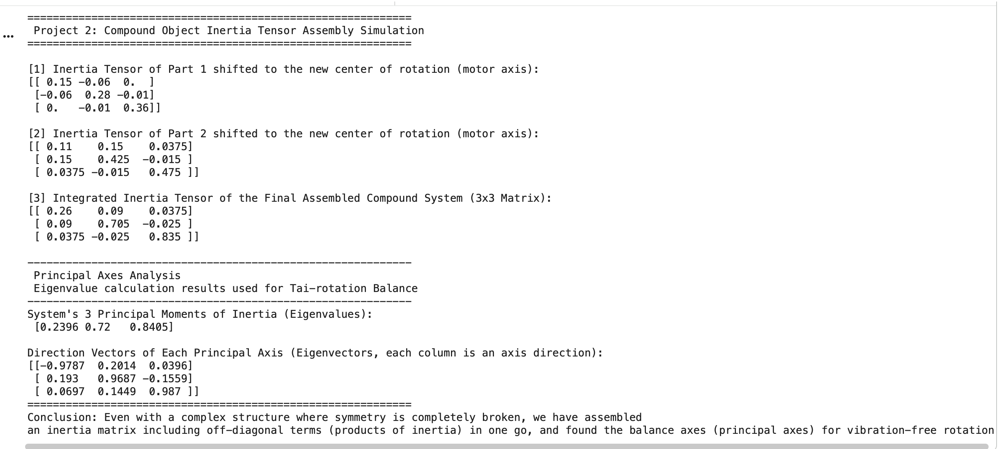 ============================================================
 Project 2: Compound Object Inertia Tensor Assembly Simulation
============================================================
...
[1] Inertia Tensor of Part 1 shifted to the new center of rotation (motor axis):
[[ 0.15 -0.06  0.  ]
 [-0.06  0.28 -0.01]
 [ 0.   -0.01  0.36]]
[2] Inertia Tensor of Part 2 shifted to the new center of rotation (motor axis):
[[ 0.11    0.15    0.0375]
 [ 0.15    0.425  -0.015 ]
 [ 0.0375 -0.015   0.475 ]]
[3] Integrated Inertia Tensor of the Final Assembled Compound System (3x3 Matrix):
[[ 0.26    0.09    0.0375]
 [ 0.09    0.705  -0.025 ]
 [ 0.0375 -0.025   0.835 ]]
------------------------------------------------------------
 Principal Axes Analysis
 Eigenvalue calculation results used for Tai-rotation Balance
------------------------------------------------------------
System's 3 Principal Moments of Inertia (Eigenvalues):
 [0.2396 0.72   0.8405]
Direction Vectors of Each Principal Axis (Eigenvectors, each column is an axis direction):
[[-0.9787  0.2014  0.0396]
 [ 0.193   0.9687 -0.1559]
 [ 0.0697  0.1449  0.987 ]]
============================================================
Conclusion: Even with a complex structure where symmetry is completely broken, we have assembled
an inertia matrix including off-diagonal terms (products of inertia) in one go, and found the balance axes (principal axes) for vibration-free rotation